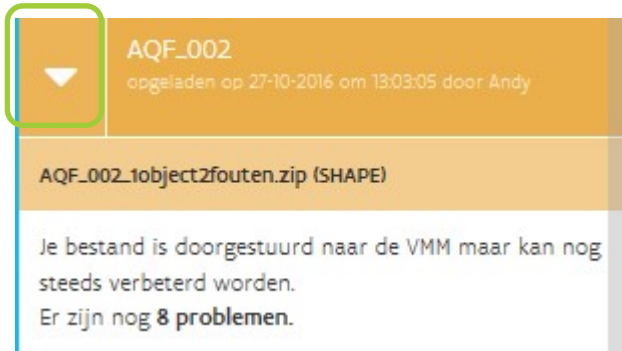 AQF_002
opgeladen op 27-10-2016 om 13:03:05 door Andy
AQF_002_1object2fouten.zip (SHAPE)
Je bestand is doorgestuurd naar de VMM maar kan nog
steeds verbeterd worden.
Er zijn nog 8 problemen.